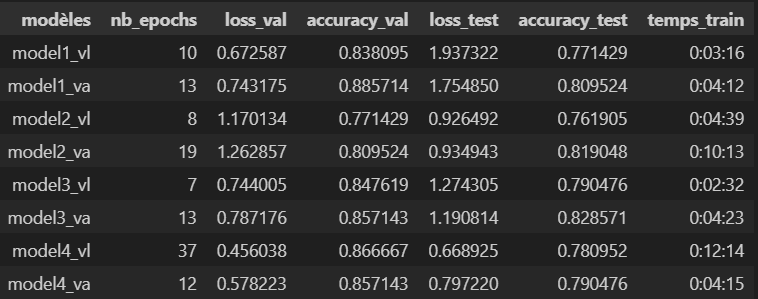 modèles nb_epochs loss_val accuracy_val loss_test accuracy_test temps_train
model1_vl 10 0.672587 0.838095 1.937322 0.771429 0:03:16
model1_va 13 0.743175 0.885714 1.754850 0.809524 0:04:12
model2_vl 8 1.170134 0.771429 0.926492 0.761905 0:04:39
model2_va 19 1.262857 0.809524 0.934943 0.819048 0:10:13
model3_vl 7 0.744005 0.847619 1.274305 0.790476 0:02:32
model3_va 13 0.787176 0.857143 1.190814 0.828571 0:04:23
model4_vl 37 0.456038 0.866667 0.668925 0.780952 0:12:14
model4_va 12 0.578223 0.857143 0.797220 0.790476 0:04:15